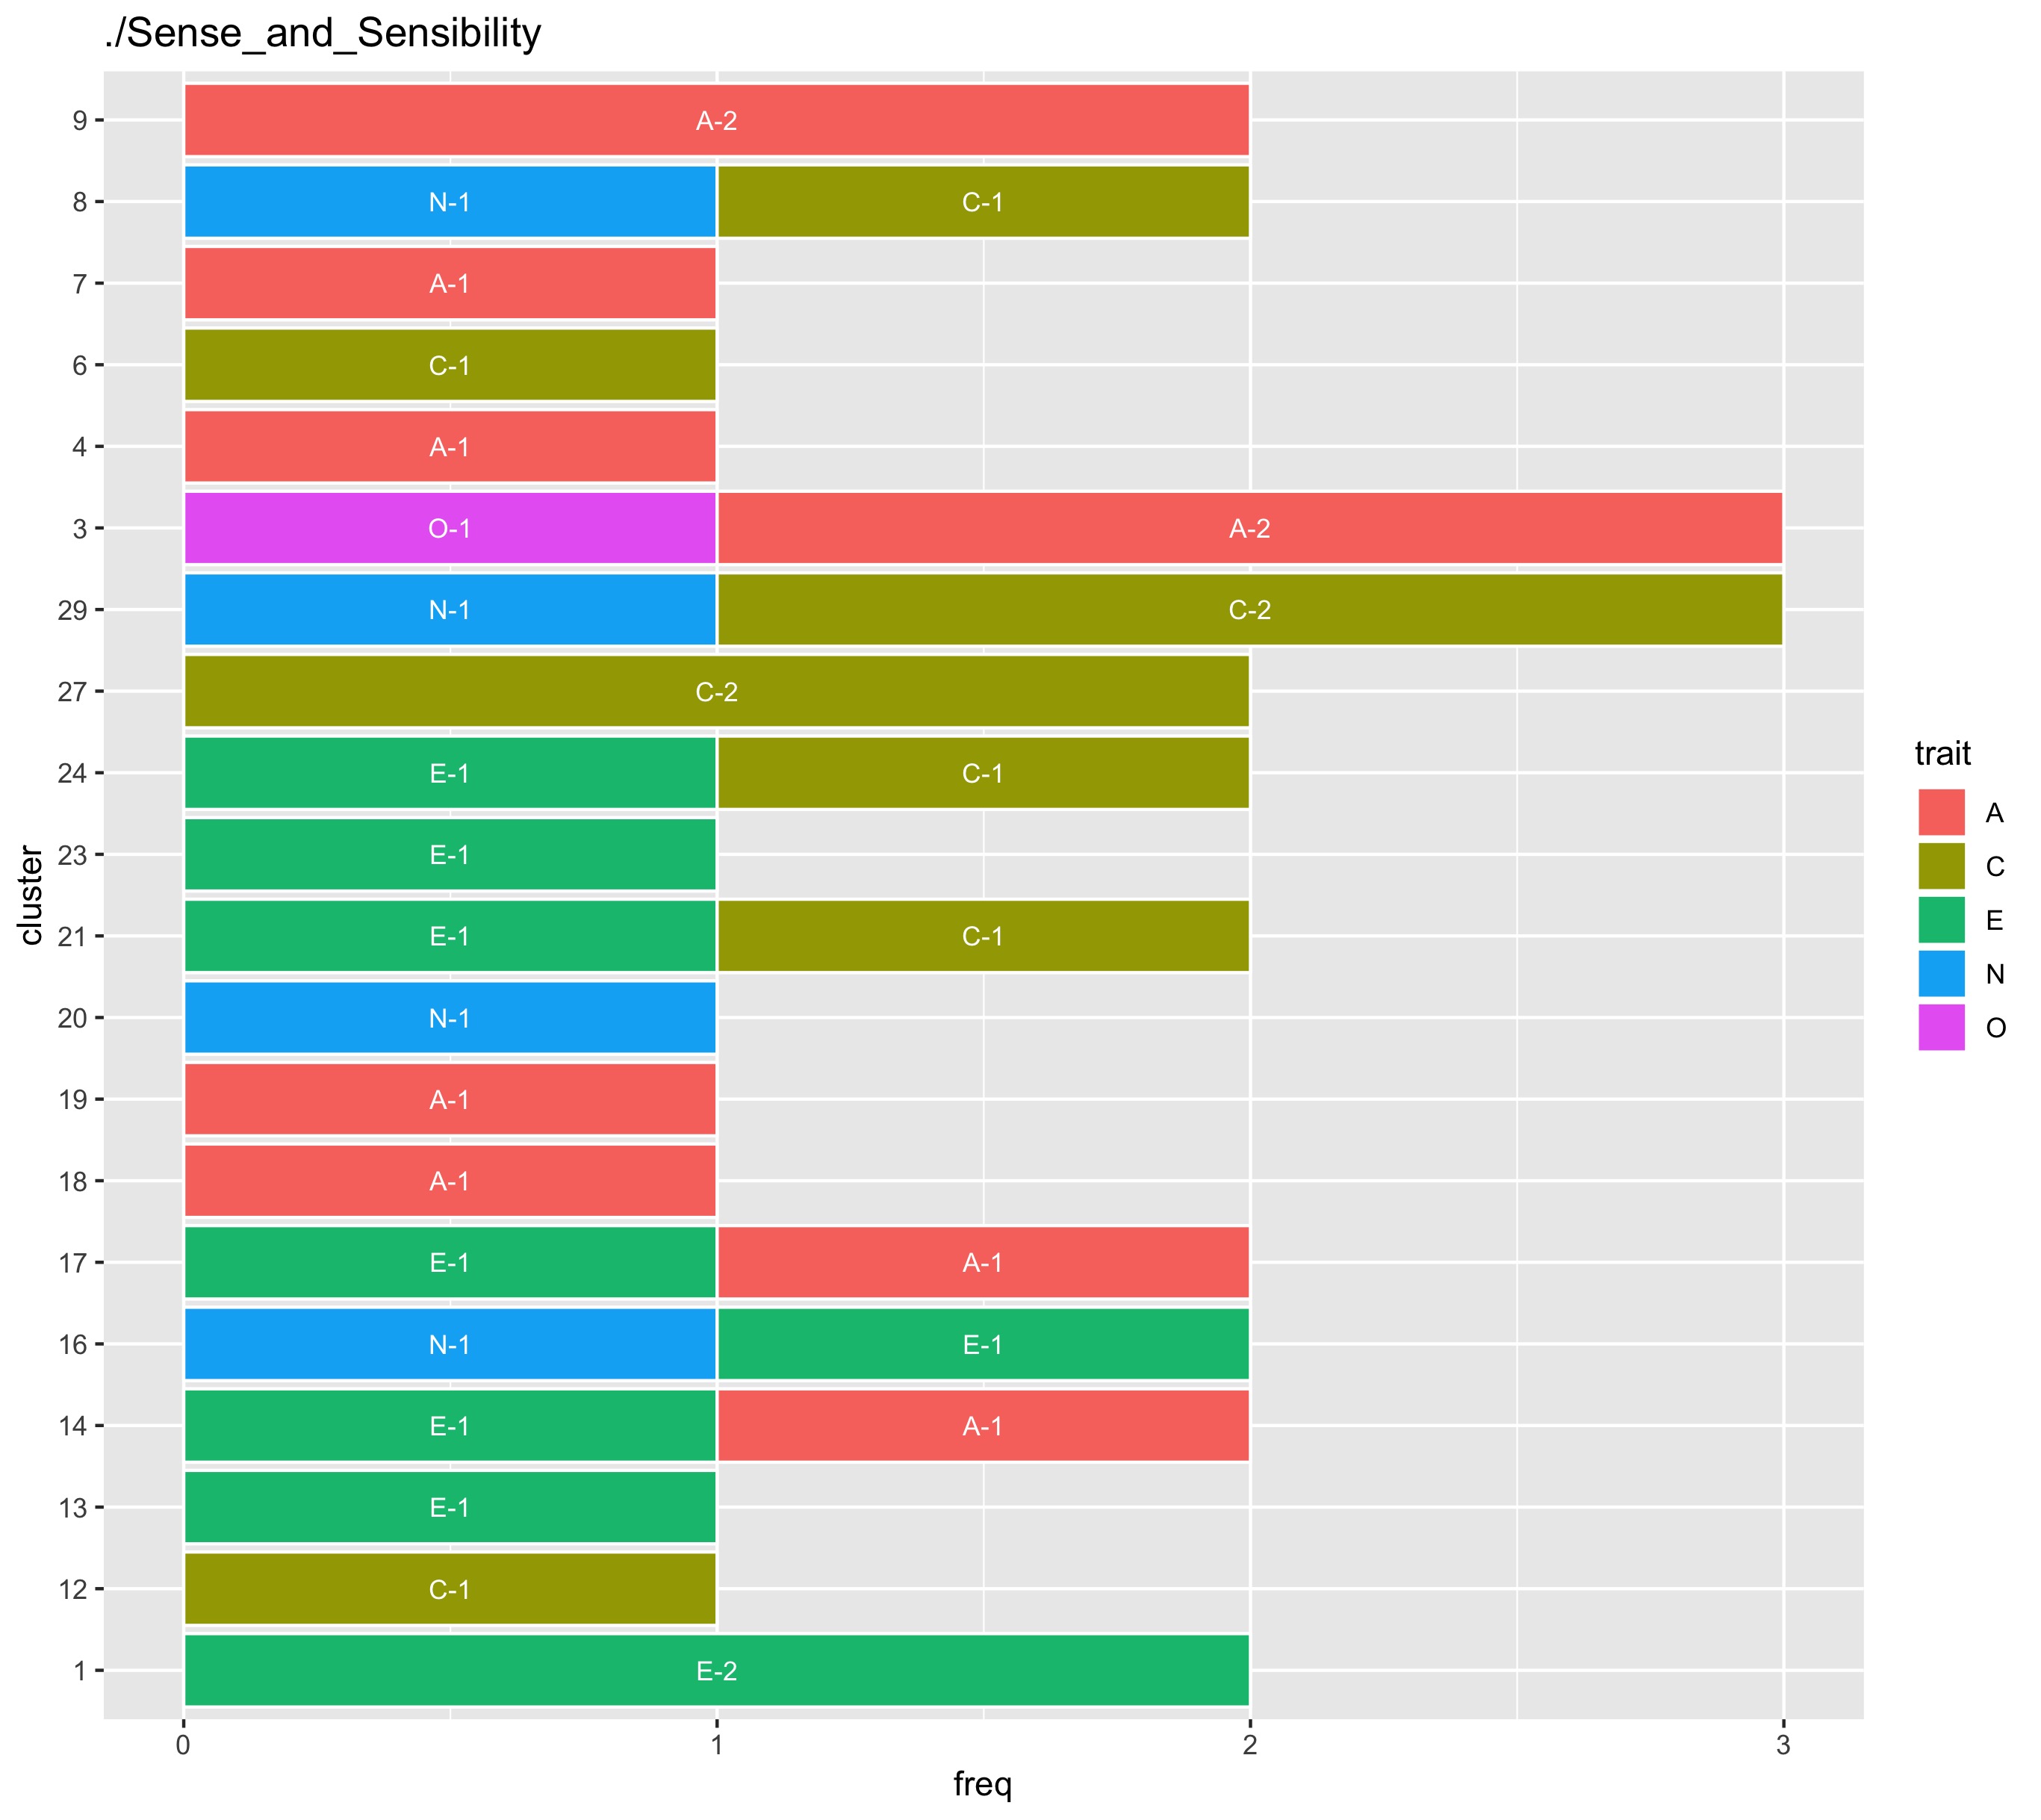 ./Sense_and_Sensibility
9
A-2
8
N-1
C-1
7
A-1
6
C-1
4
A-1
3
O-1
A-2
29
N-1
C-2
27
C-2
24
E-1
C-1
23
E-1
21
E-1
C-1
20
N-1
19
A-1
18
A-1
17
E-1
A-1
16
N-1
E-1
14
E-1
A-1
13
E-1
12
C-1
1
E-2
cluster
0
1
2
3
freq
trait
A
C
E
N
O